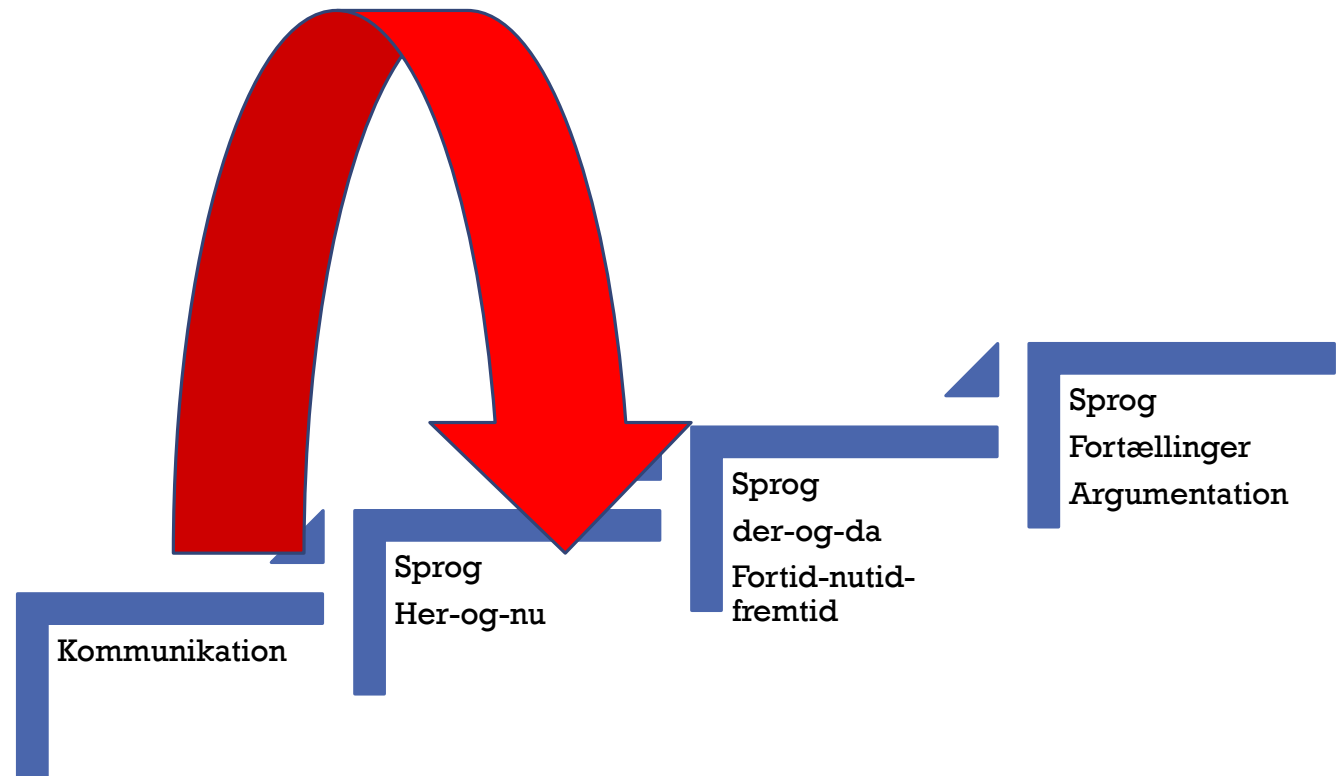 Kommunikation
Sprog
Her-og-nu
Sprog
der-og-da
Fortid-nutid-
fremtid
Sprog
Fortællinger
Argumentation